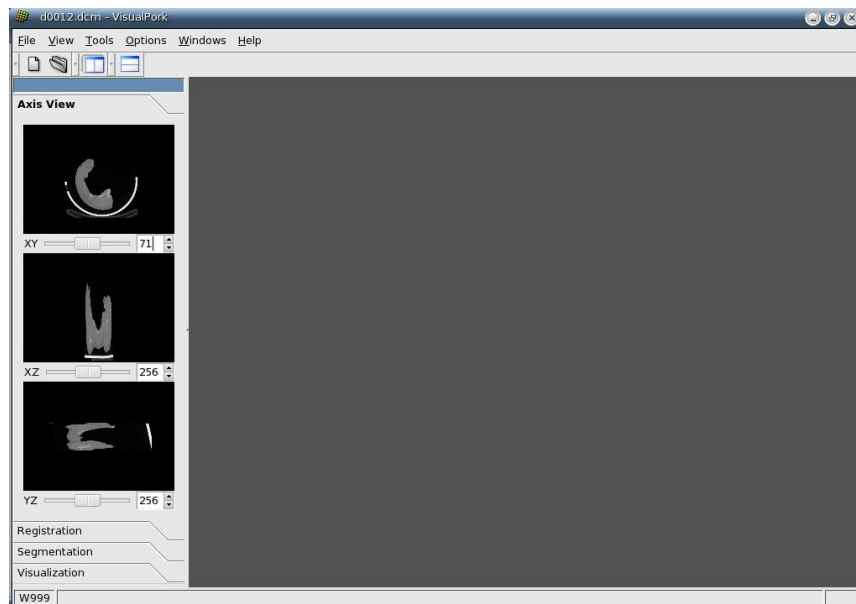 d0012.dcm - VisualPork
File View Tools Options Windows Help
Axis View
XY 71
XZ 256
YZ 256
Registration
Segmentation
Visualization
W999